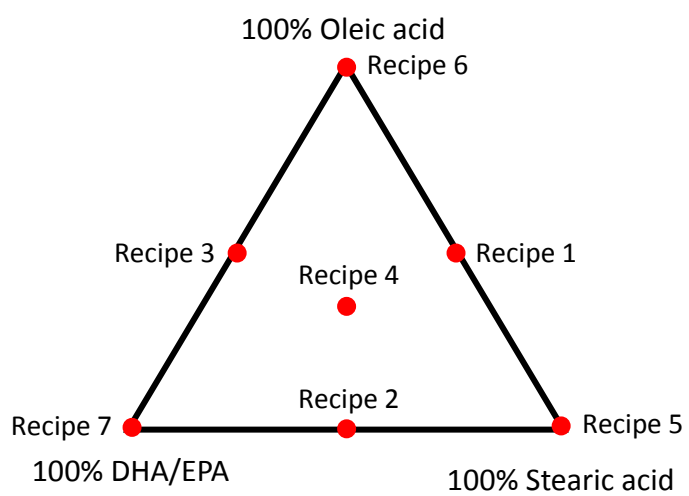 100% Oleic acid
Recipe 6
Recipe 3
Recipe 1
Recipe 4
Recipe 2
Recipe 7
Recipe 5
100% DHA/EPA
100% Stearic acid